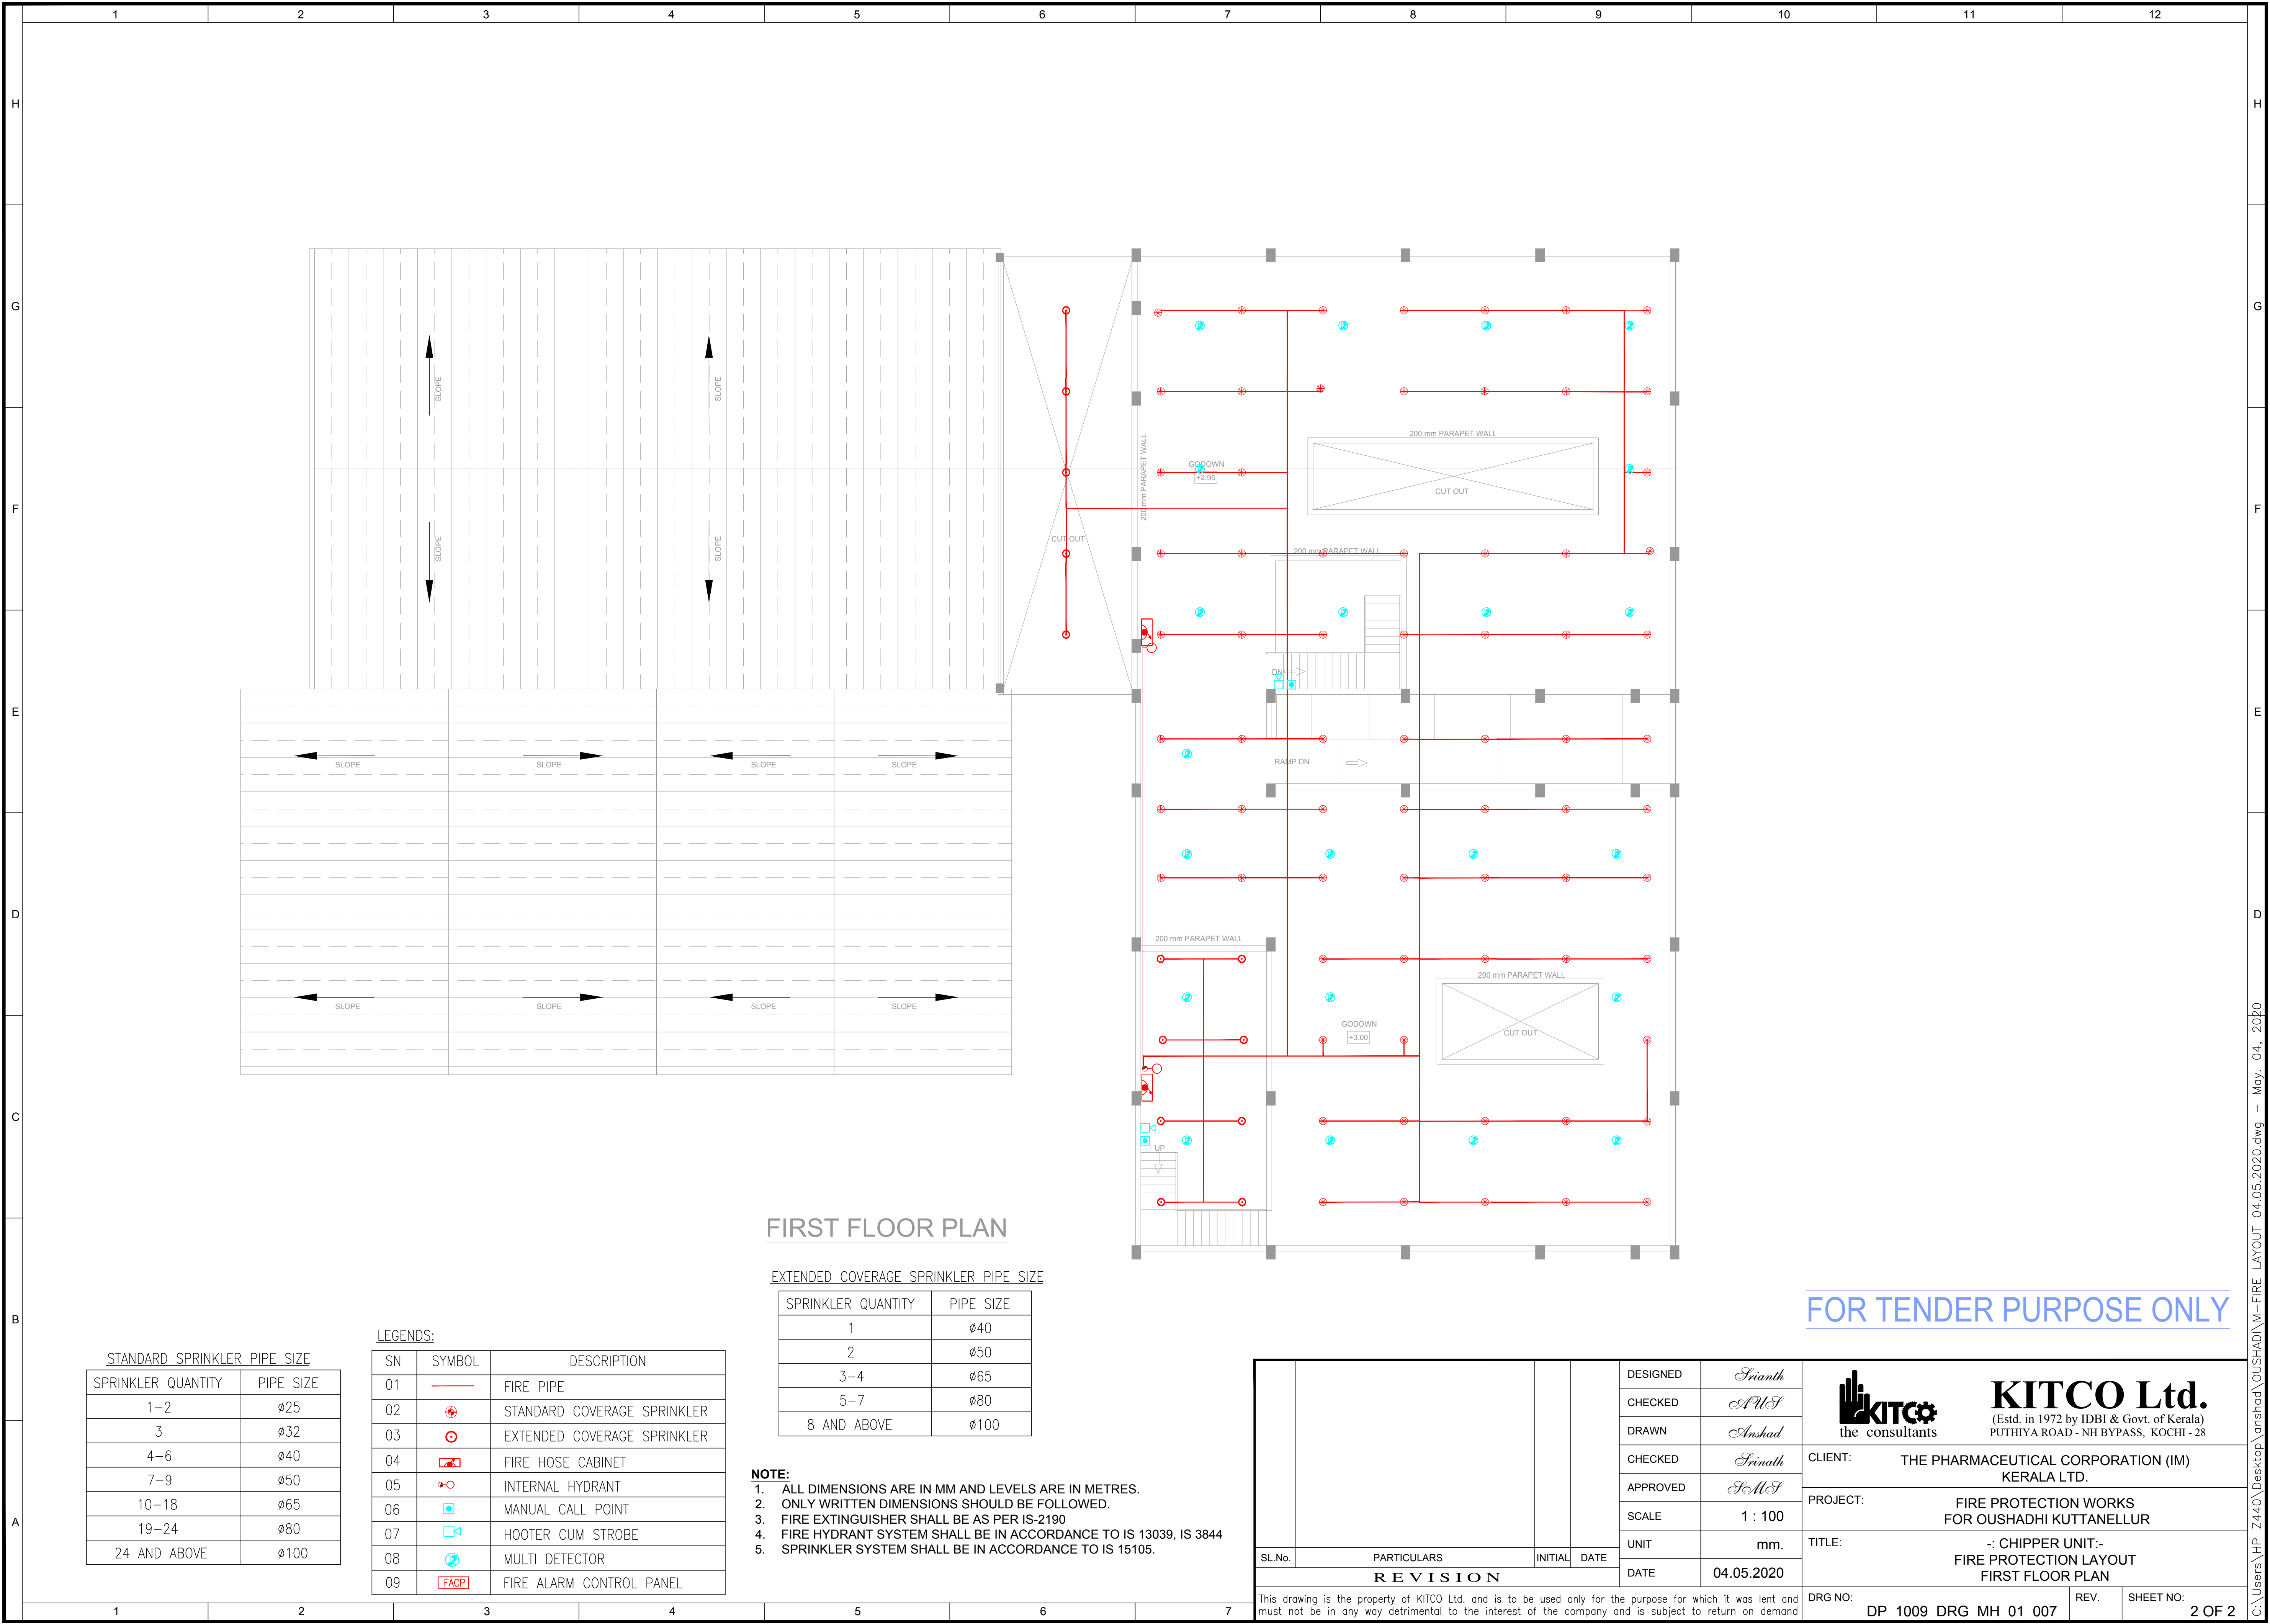 1 2 3 4 5 6 7 8 9 10 11 12
H H
G G
F F
E E
D D
C C
B B
A A
SLOPE SLOPE
SLOPE SLOPE
SLOPE SLOPE SLOPE SLOPE
SLOPE SLOPE SLOPE SLOPE
200 mm PARAPET WALL
200 mm PARAPET WALL
GODOWN
+2.95
CUT OUT
CUT OUT
200 mm PARAPET WALL
DN
RAMP DN
200 mm PARAPET WALL
200 mm PARAPET WALL
GODOWN
+3.00
CUT OUT
UP
FIRST FLOOR PLAN
EXTENDED COVERAGE SPRINKLER PIPE SIZE
SPRINKLER QUANTITY PIPE SIZE
1 ø40
2 ø50
3-4 ø65
5-7 ø80
8 AND ABOVE ø100
STANDARD SPRINKLER PIPE SIZE
SPRINKLER QUANTITY PIPE SIZE
1-2 ø25
3 ø32
4-6 ø40
7-9 ø50
10-18 ø65
19-24 ø80
24 AND ABOVE ø100
LEGENDS:
SN SYMBOL DESCRIPTION
01 FIRE PIPE
02 STANDARD COVERAGE SPRINKLER
03 EXTENDED COVERAGE SPRINKLER
04 FIRE HOSE CABINET
05 INTERNAL HYDRANT
06 MANUAL CALL POINT
07 HOOTER CUM STROBE
08 MULTI DETECTOR
09 FACP FIRE ALARM CONTROL PANEL
NOTE:
1. ALL DIMENSIONS ARE IN MM AND LEVELS ARE IN METRES.
2. ONLY WRITTEN DIMENSIONS SHOULD BE FOLLOWED.
3. FIRE EXTINGUISHER SHALL BE AS PER IS-2190
4. FIRE HYDRANT SYSTEM SHALL BE IN ACCORDANCE TO IS 13039, IS 3844
5. SPRINKLER SYSTEM SHALL BE IN ACCORDANCE TO IS 15105.
FOR TENDER PURPOSE ONLY
SL.No. PARTICULARS INITIAL DATE
REVISION
DESIGNED Srianth
CHECKED AUS
DRAWN Anshad
CHECKED Srinath
APPROVED SMS
SCALE 1 : 100
UNIT mm.
DATE 04.05.2020
This drawing is the property of KITCO Ltd. and is to be used only for the purpose for which it was lent and
must not be in any way detrimental to the interest of the company and is subject to return on demand
KITCO
the consultants
KITCO Ltd.
(Estd. in 1972 by IDBI & Govt. of Kerala)
PUTHIYA ROAD - NH BYPASS, KOCHI - 28
CLIENT: THE PHARMACEUTICAL CORPORATION (IM)
KERALA LTD.
PROJECT: FIRE PROTECTION WORKS
FOR OUSHADHI KUTTANELLUR
TITLE: -: CHIPPER UNIT:-
FIRE PROTECTION LAYOUT
FIRST FLOOR PLAN
DRG NO: DP 1009 DRG MH 01 007
REV.
SHEET NO: 2 OF 2
C:\Users\HP Z440\Desktop\anshad\OUSHADI\M-FIRE LAYOUT 04.05.2020.dwg - May. 04, 2020
1 2 3 4 5 6 7